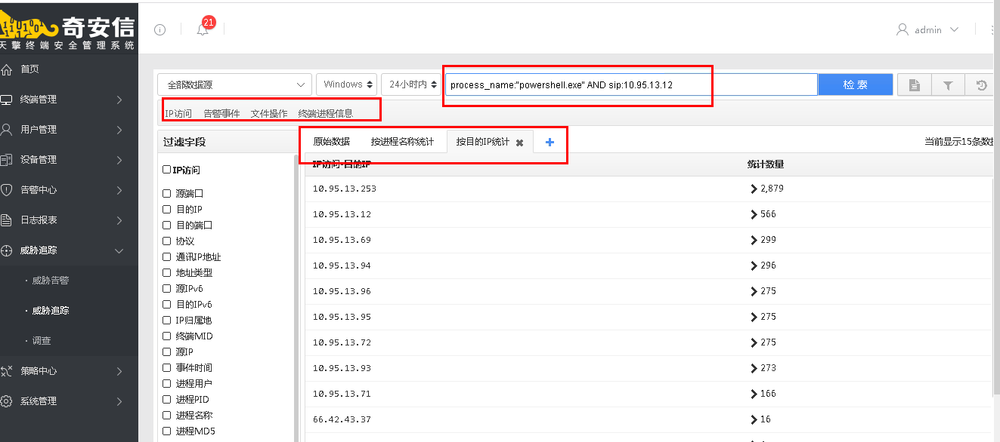 奇安信
天擎终端安全管理系统
21
admin
首页
终端管理
用户管理
设备管理
告警中心
日志报表
威胁追踪
· 威胁告警
· 威胁追踪
· 调查
策略中心
系统管理
全部数据源 Windows 24小时内 process_name:"powershell.exe" AND sip:10.95.13.12 检 索
IP访问 告警事件 文件操作 终端进程信息
过滤字段
IP访问
源端口
目的IP
目的端口
协议
通讯IP地址
地址类型
源IPv6
目的IPv6
IP归属地
终端MID
源IP
事件时间
进程用户
进程PID
进程名称
进程MD5
原始数据 按进程名称统计 按目的IP统计 当前显示15条数
IP访问-目的IP 统计数量
10.95.13.253 2,879
10.95.13.12 566
10.95.13.69 299
10.95.13.94 296
10.95.13.96 275
10.95.13.95 275
10.95.13.72 275
10.95.13.93 273
10.95.13.71 166
66.42.43.37 16